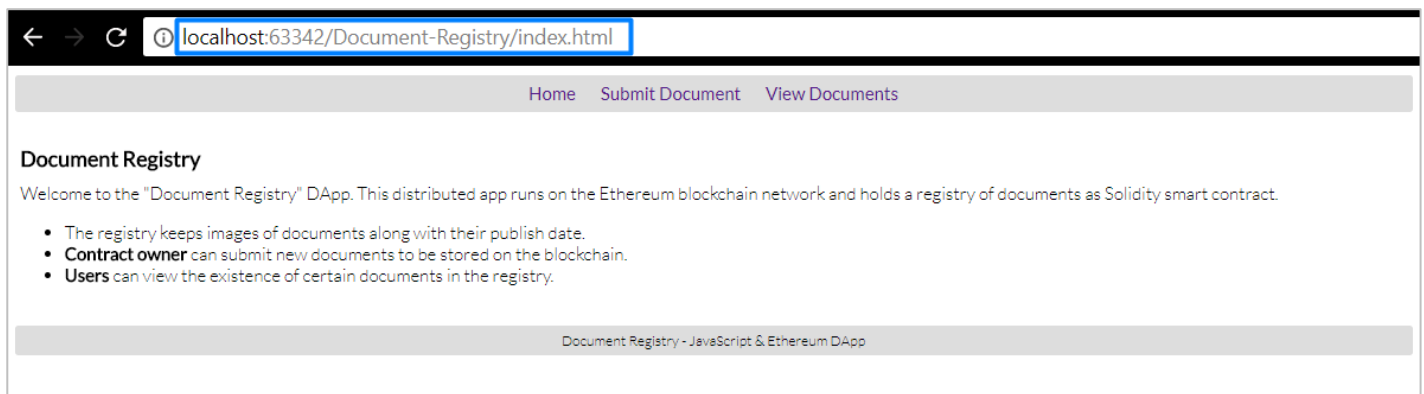 localhost:63342/Document-Registry/index.html
Home Submit Document View Documents
Document Registry
Welcome to the "Document Registry" DApp. This distributed app runs on the Ethereum blockchain network and holds a registry of documents as Solidity smart contract.
• The registry keeps images of documents along with their publish date.
• Contract owner can submit new documents to be stored on the blockchain.
• Users can view the existence of certain documents in the registry.
Document Registry - JavaScript & Ethereum DApp